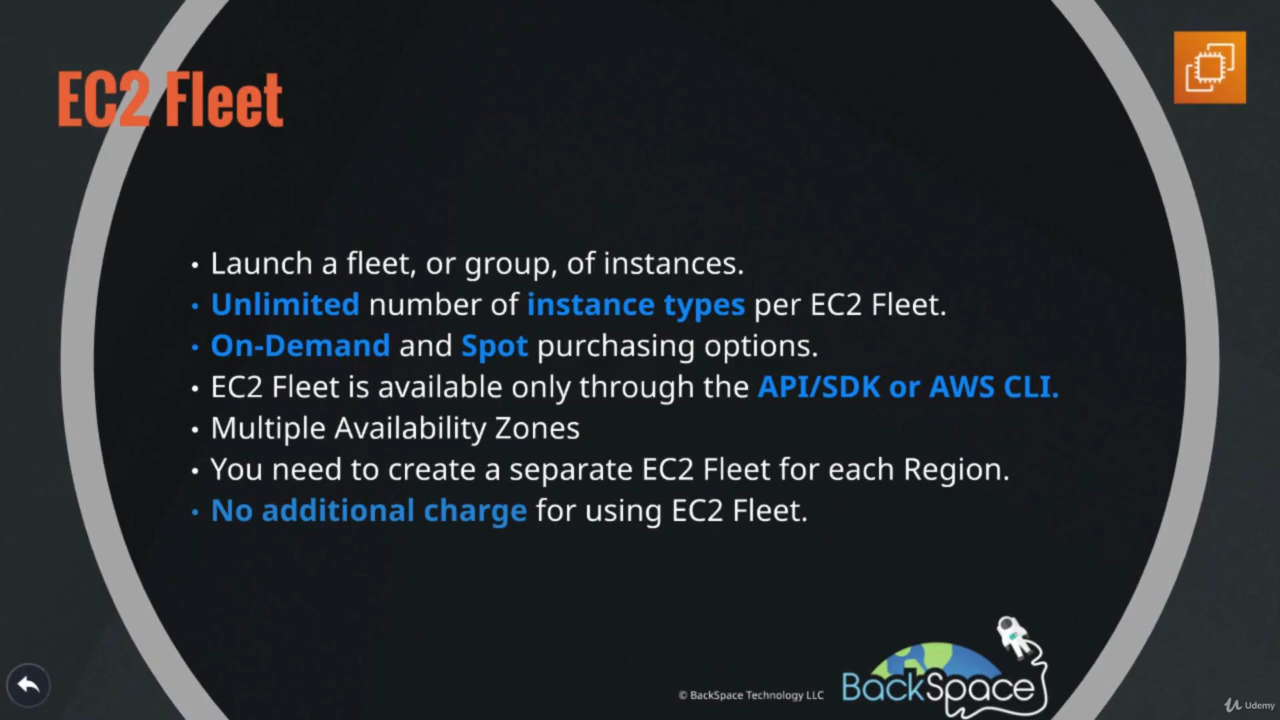 EC2 Fleet
• Launch a fleet, or group, of instances.
• Unlimited number of instance types per EC2 Fleet.
• On-Demand and Spot purchasing options.
• EC2 Fleet is available only through the API/SDK or AWS CLI.
• Multiple Availability Zones
• You need to create a separate EC2 Fleet for each Region.
• No additional charge for using EC2 Fleet.
© BackSpace Technology LLC
BackSpace
Udemy